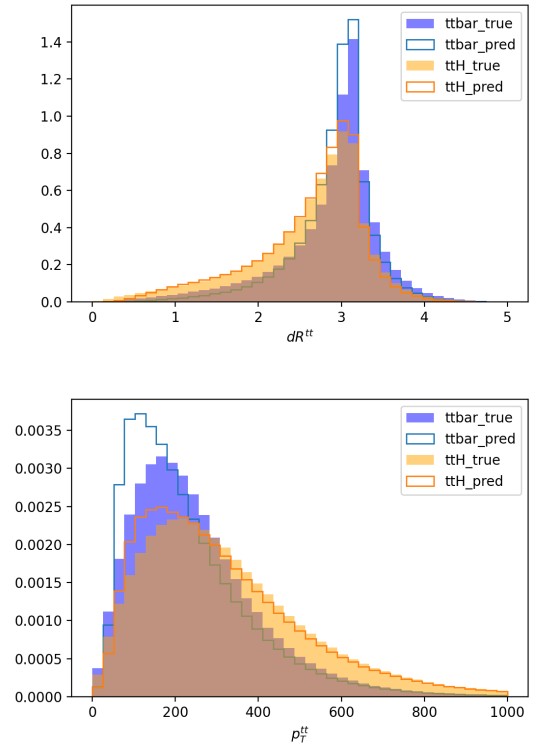 1.4
1.2
1.0
0.8
0.6
0.4
0.2
0.0
0 1 2 3 4 5
dR^{tt}
ttbar_true
ttbar_pred
ttH_true
ttH_pred
0.0035
0.0030
0.0025
0.0020
0.0015
0.0010
0.0005
0.0000
0 200 400 600 800 1000
p_T^{tt}
ttbar_true
ttbar_pred
ttH_true
ttH_pred